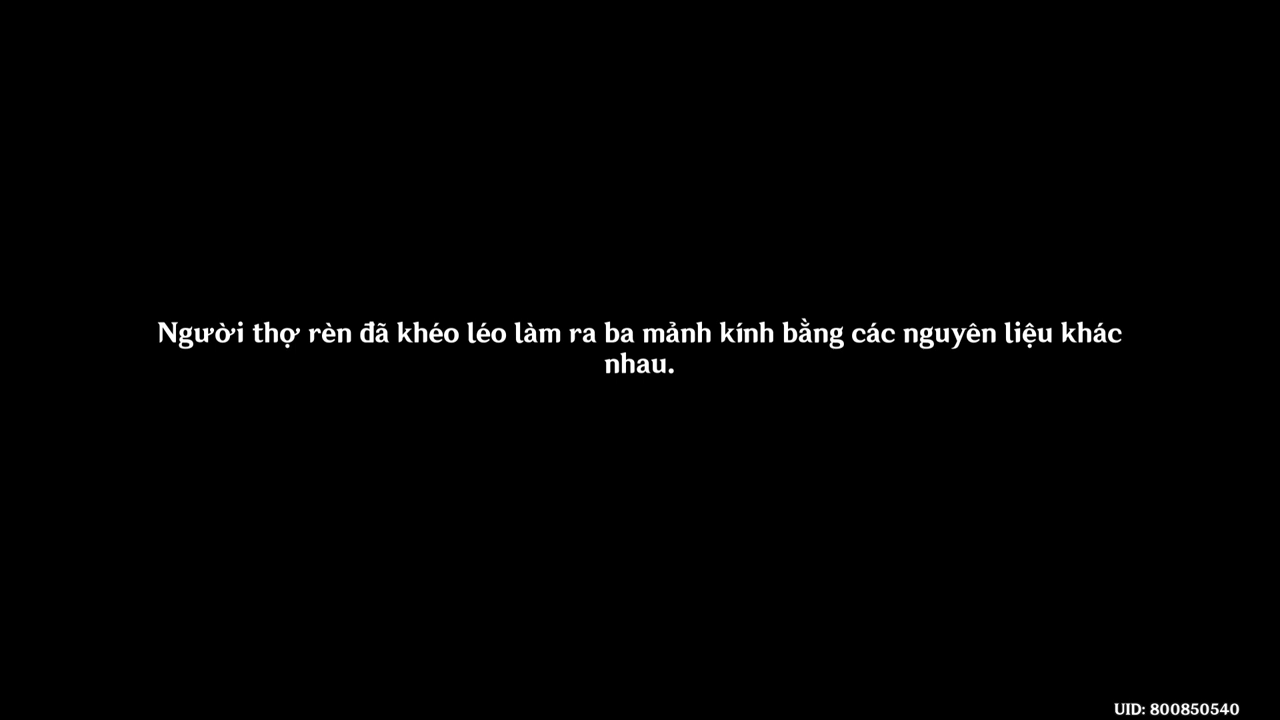 Người thợ rèn đã khéo léo làm ra ba mảnh kính bằng các nguyên liệu khác
nhau.
UID: 800850540